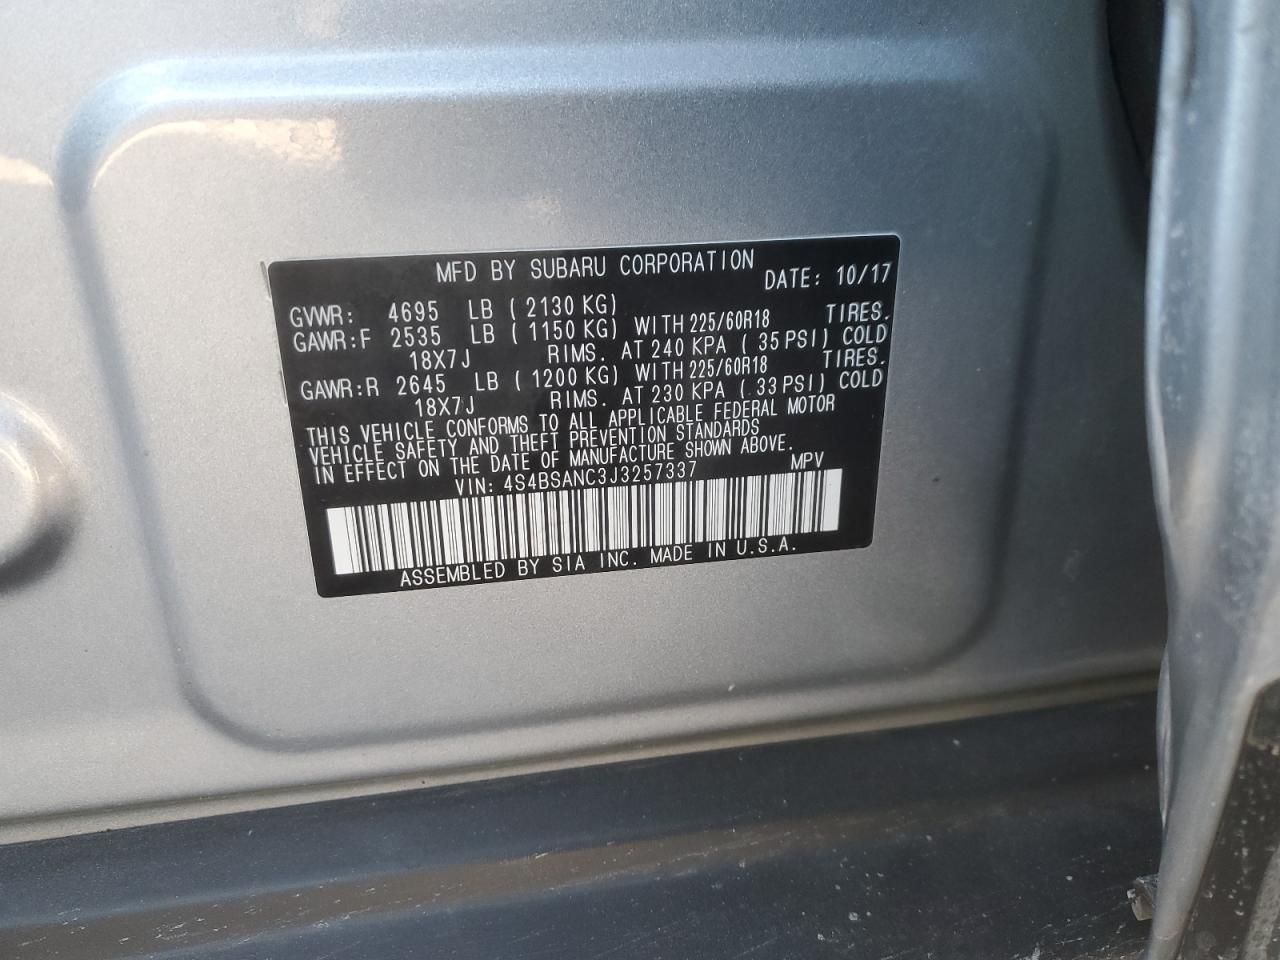 MFD BY SUBARU CORPORATION DATE: 10/17
GVWR: 4695 LB ( 2130 KG)
GAWR:F 2535 LB ( 1150 KG) WITH 225/60R18 TIRES.
18X7J RIMS. AT 240 KPA ( 35 PSI) COLD
GAWR:R 2645 LB ( 1200 KG) WITH 225/60R18 TIRES.
18X7J RIMS. AT 230 KPA ( 33 PSI) COLD
THIS VEHICLE CONFORMS TO ALL APPLICABLE FEDERAL MOTOR
VEHICLE SAFETY AND THEFT PREVENTION STANDARDS
IN EFFECT ON THE DATE OF MANUFACTURE SHOWN ABOVE.
VIN: 4S4BSANC3J3257337 MPV
ASSEMBLED BY SIA INC. MADE IN U.S.A.